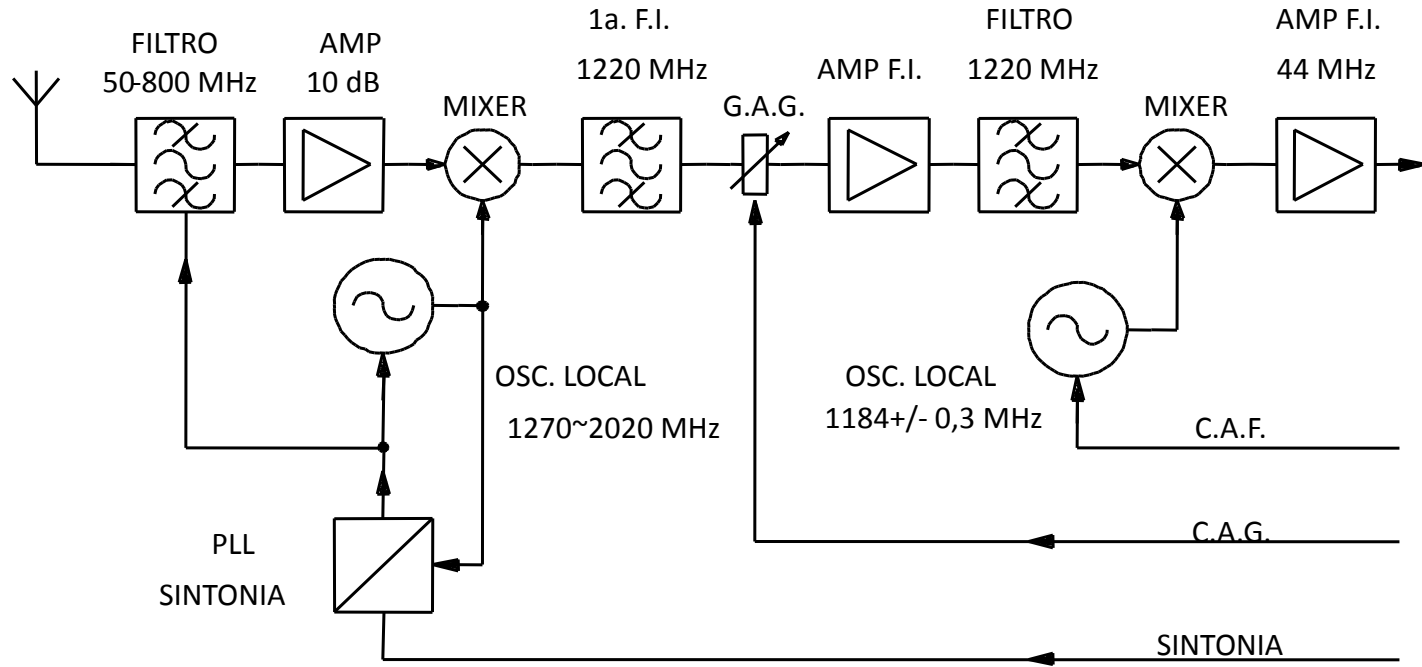 FILTRO
50-800 MHz
AMP
10 dB
MIXER
1a. F.I.
1220 MHz
G.A.G.
AMP F.I.
FILTRO
1220 MHz
MIXER
AMP F.I.
44 MHz
OSC. LOCAL
1270~2020 MHz
OSC. LOCAL
1184+/- 0,3 MHz
C.A.F.
C.A.G.
PLL
SINTONIA
SINTONIA